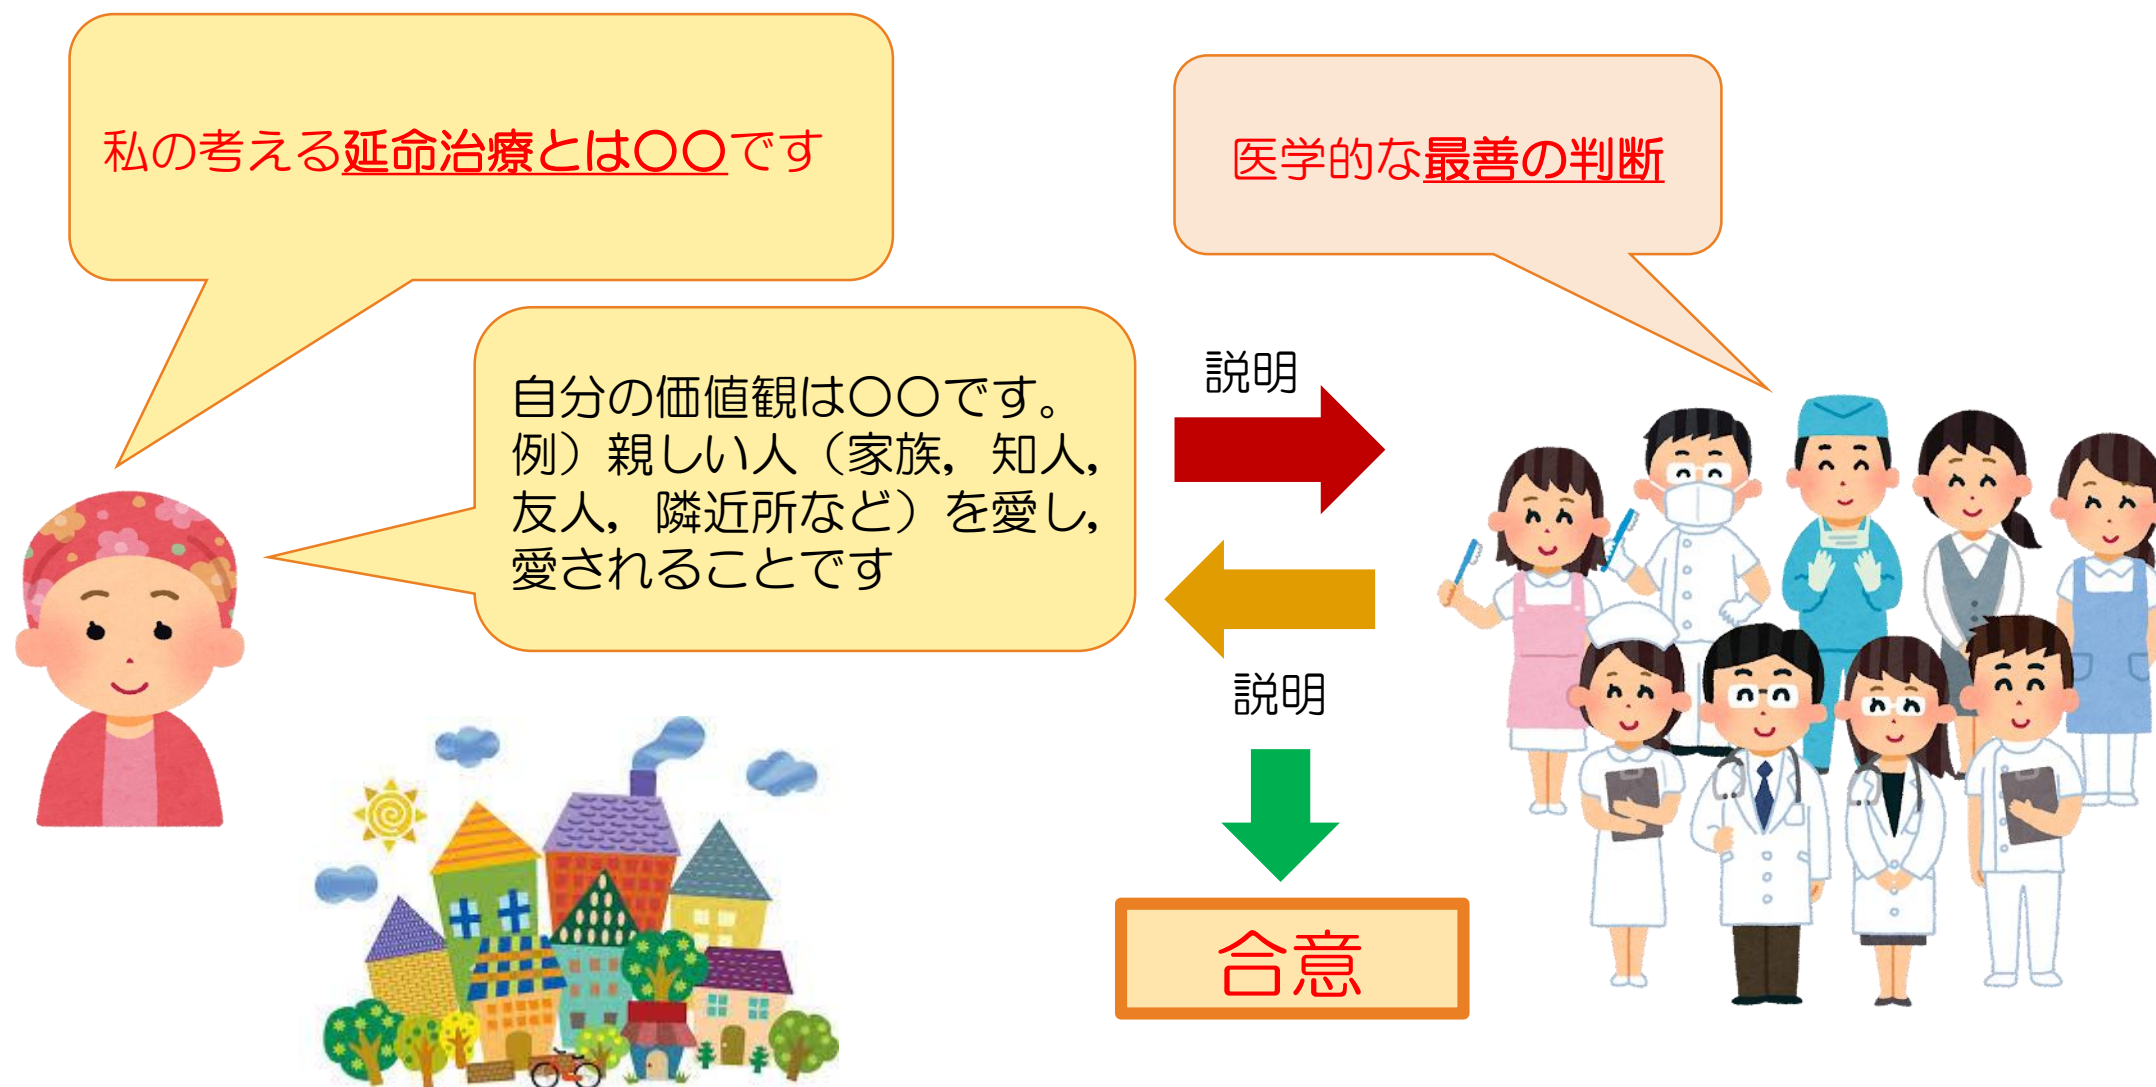 私の考える延命治療とは〇〇です
医学的な最善の判断
自分の価値観は〇〇です。
例）親しい人（家族，知人，
友人，隣近所など）を愛し，
愛されることです
説明
説明
合意